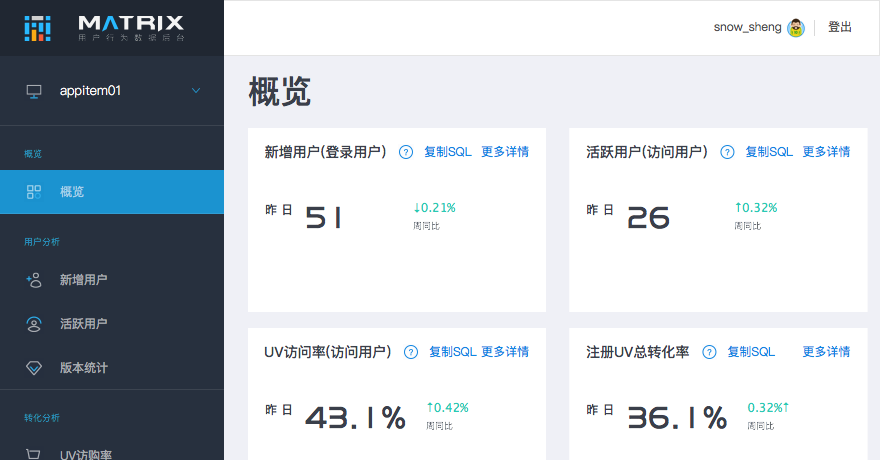 MATRIX
用户行为数据后台
snow_sheng
登出
appitem01
概览
概览
用户分析
新增用户
活跃用户
版本统计
转化分析
UV访购率
概览
新增用户(登录用户) ? 复制SQL 更多详情
昨日 51 ↓0.21%
周同比
活跃用户(访问用户) ? 复制SQL 更多详情
昨日 26 ↑0.32%
周同比
UV访问率(访问用户) ? 复制SQL 更多详情
昨日 43.1% ↑0.42%
周同比
注册UV总转化率 ? 复制SQL 更多详情
昨日 36.1% 0.32%↑
周同比